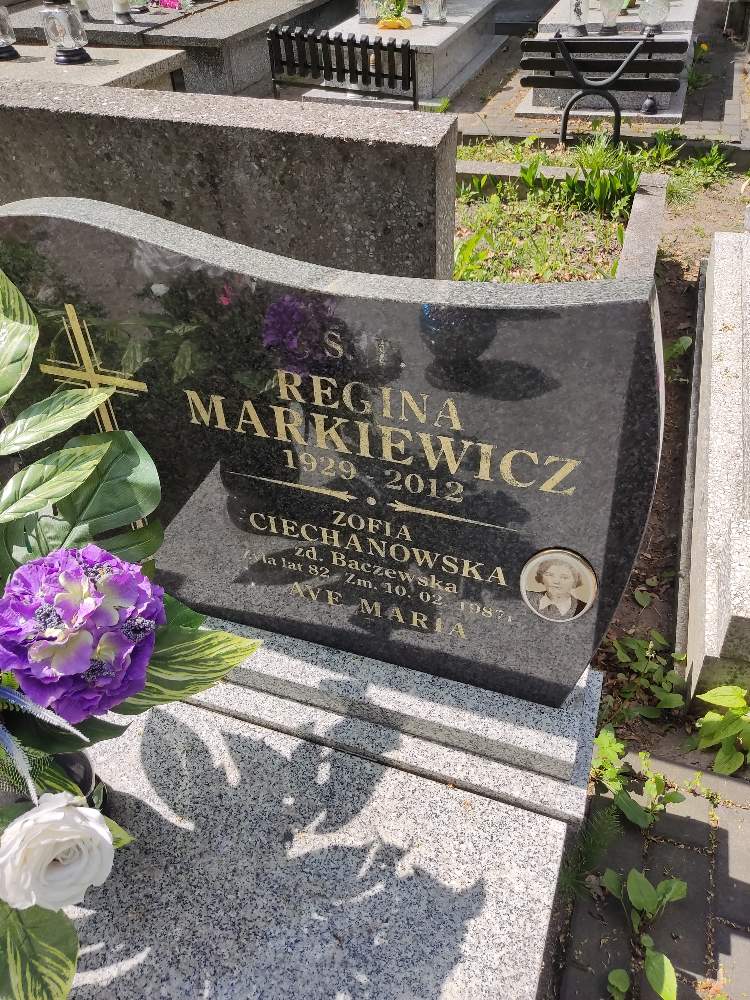 Ś. P.
REGINA
MARKIEWICZ
1929 - 2012
ZOFIA
CIECHANOWSKA
zd. Baczewska
Żyła lat 82 Zm. 10. 02. 1987 r.
AVE MARIA